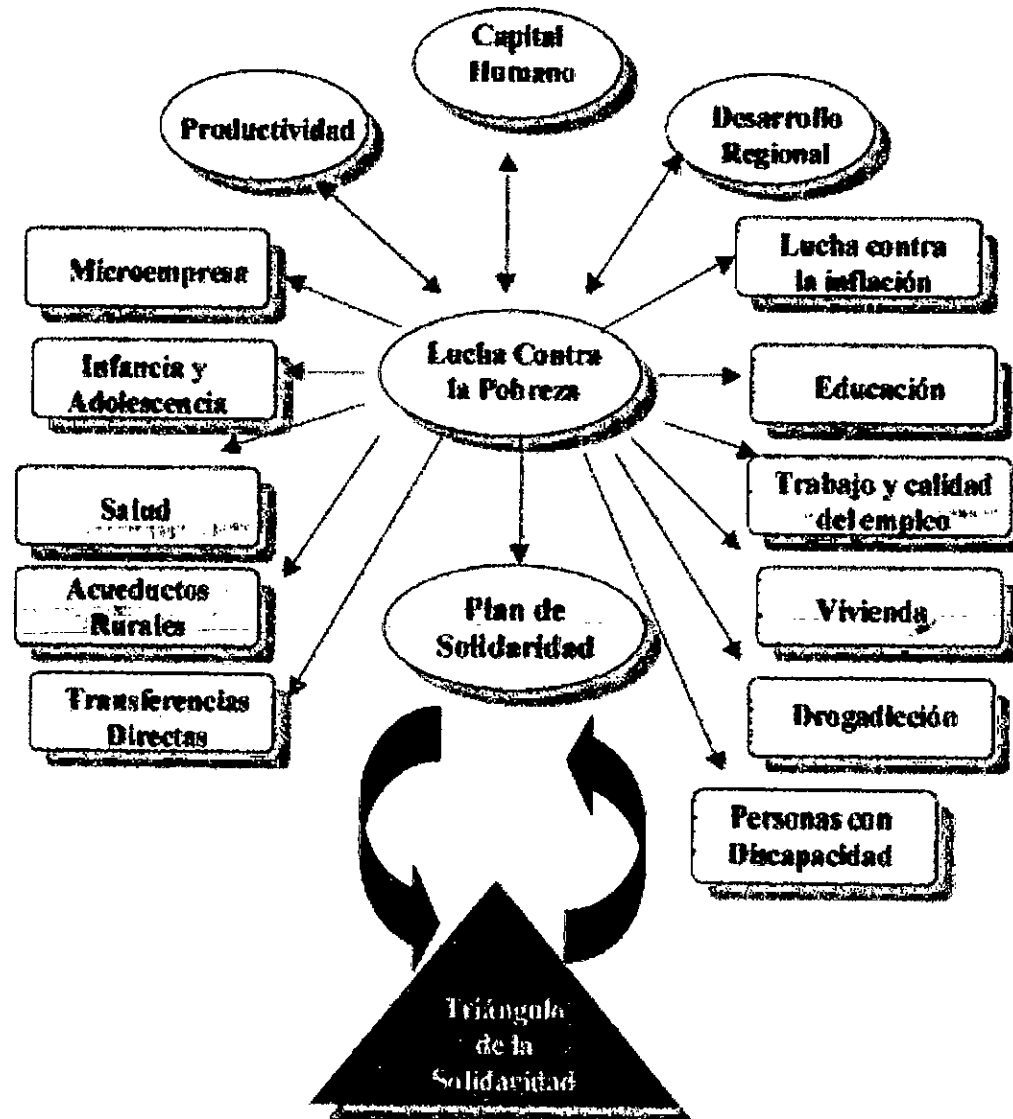 Capital
Humano
Productividad
Desarrollo
Regional
Microempresa
Lucha contra
la inflación
Infancia y
Adolescencia
Lucha Contra
la Pobreza
Educación
Salud
Trabajo y calidad
del empleo
Acueductos
Rurales
Plan de
Solidaridad
Vivienda
Transferencias
Directas
Drogadicción
Personas con
Discapacidad
Triángulo
de la
Solidaridad